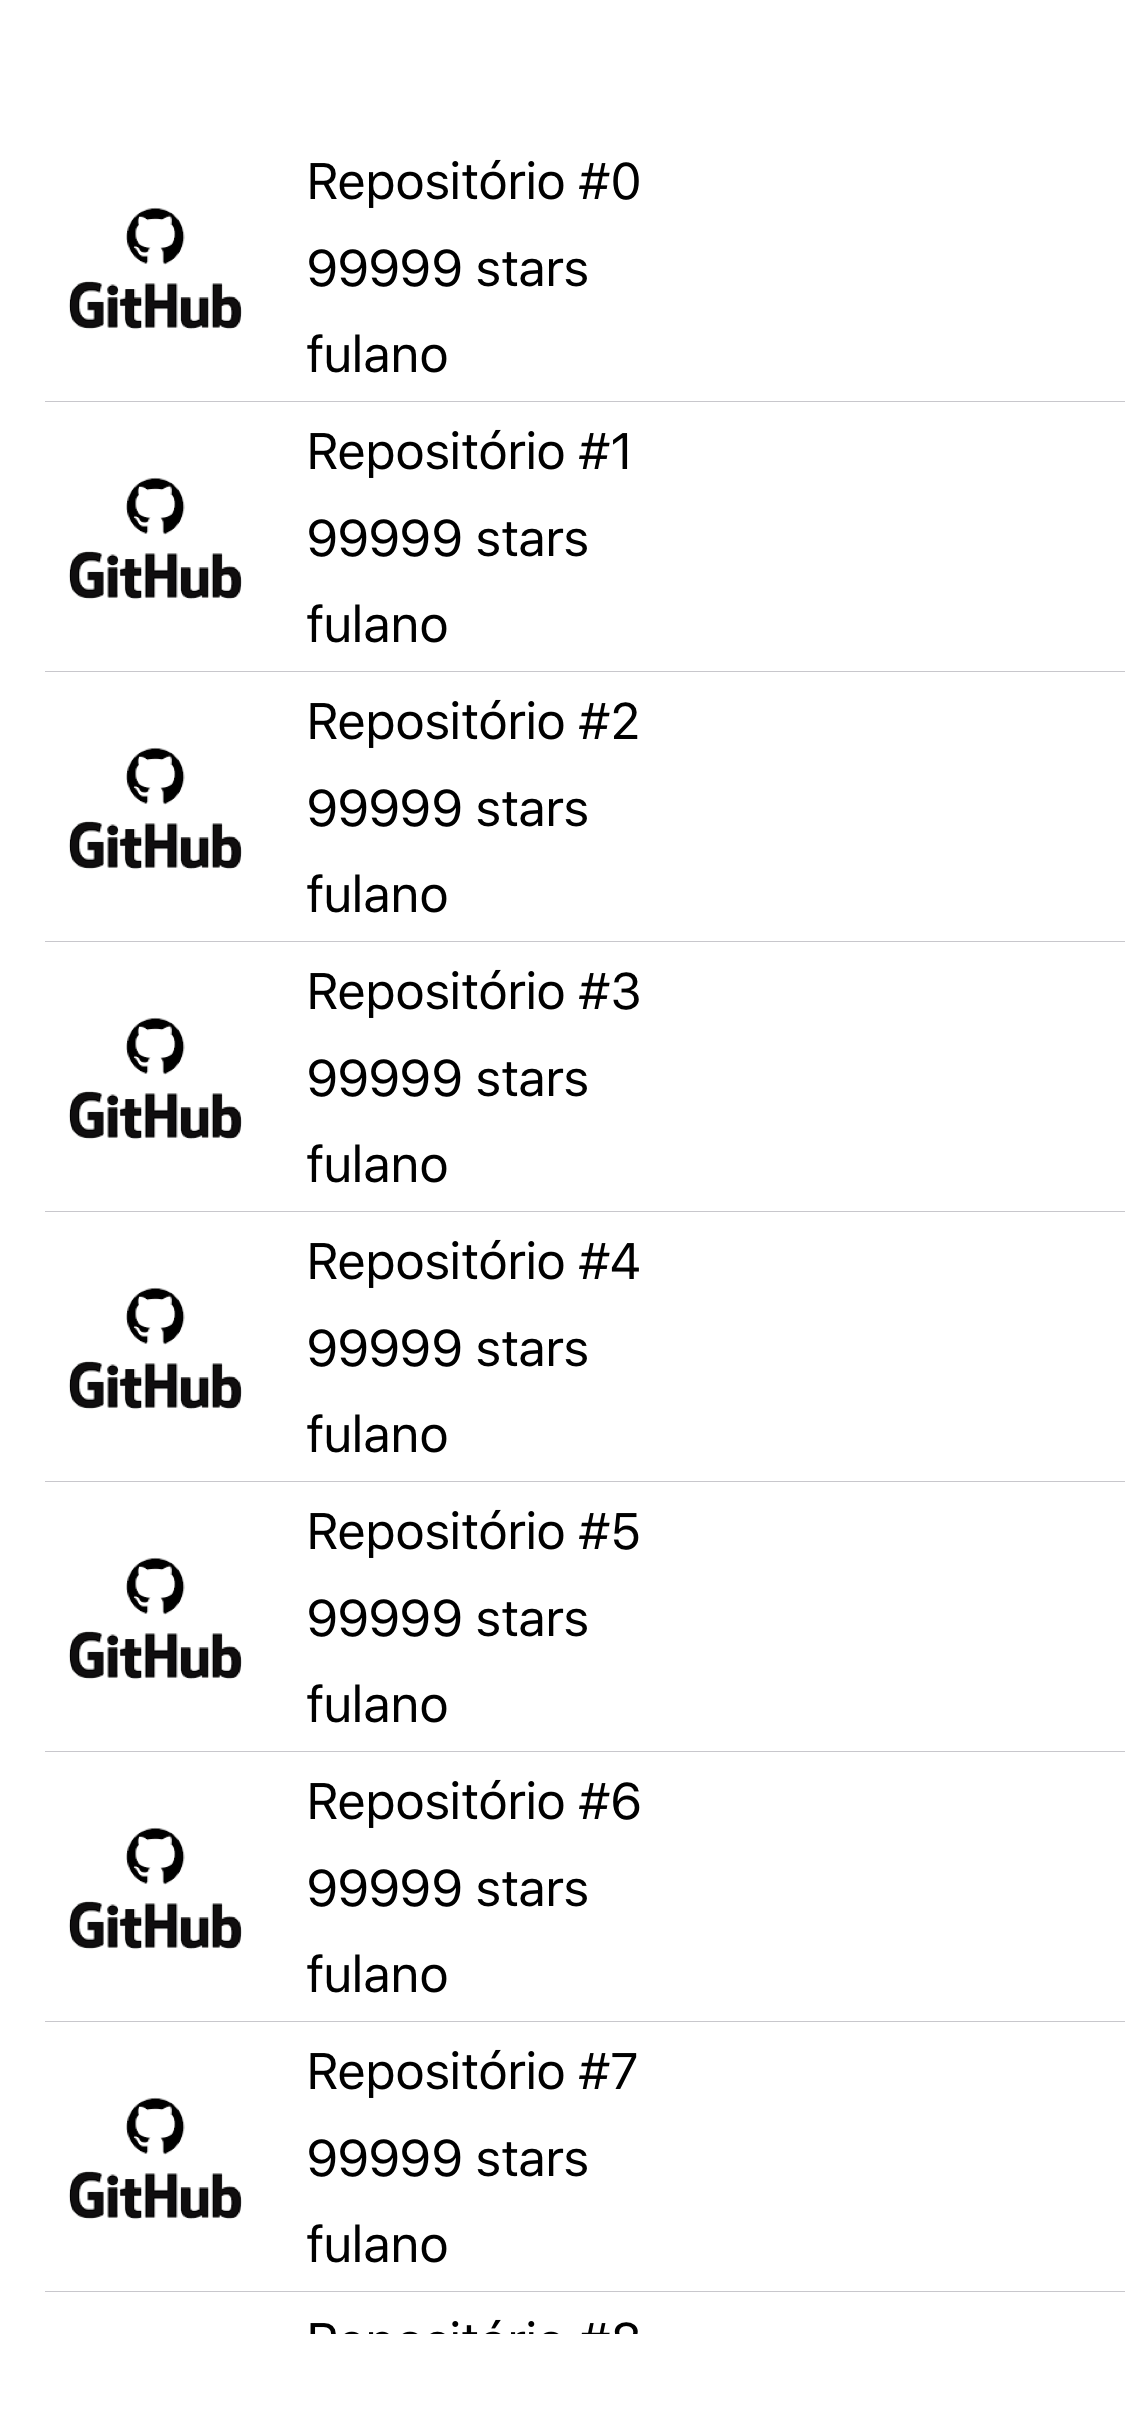 Repositório #0
99999 stars
GitHub
fulano
Repositório #1
99999 stars
GitHub
fulano
Repositório #2
99999 stars
GitHub
fulano
Repositório #3
99999 stars
GitHub
fulano
Repositório #4
99999 stars
GitHub
fulano
Repositório #5
99999 stars
GitHub
fulano
Repositório #6
99999 stars
GitHub
fulano
Repositório #7
99999 stars
GitHub
fulano
Repositório #8